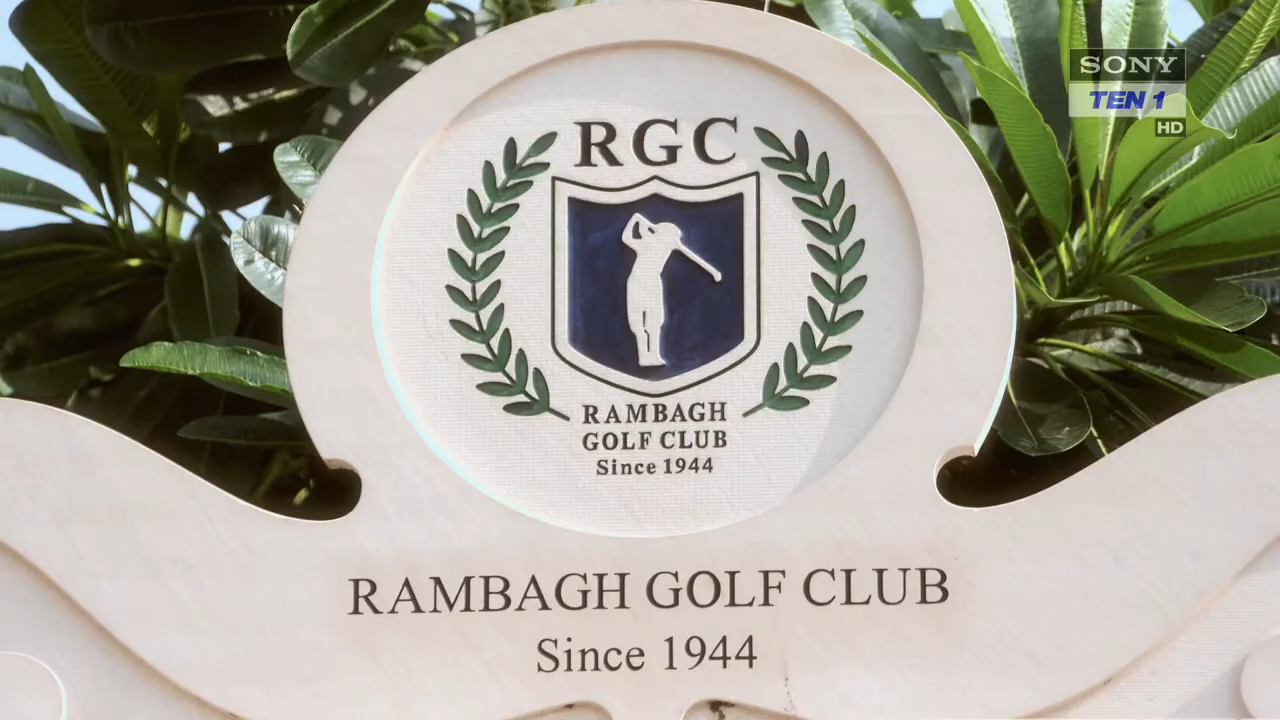 SONY
TEN 1
HD
RGC
RAMBAGH
GOLF CLUB
Since 1944
RAMBAGH GOLF CLUB
Since 1944